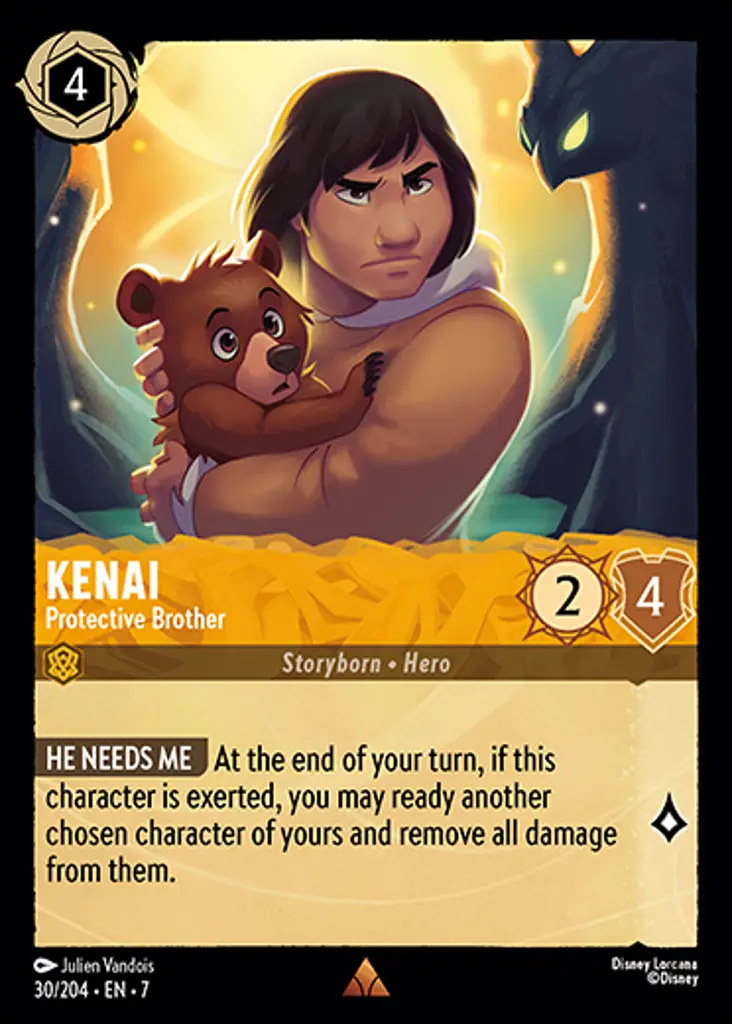 4
KENAI
Protective Brother
2
4
Storyborn • Hero
HE NEEDS ME At the end of your turn, if this
character is exerted, you may ready another
chosen character of yours and remove all damage
from them.
Julien Vandois
30/204 • EN • 7
Disney Lorcana
©Disney